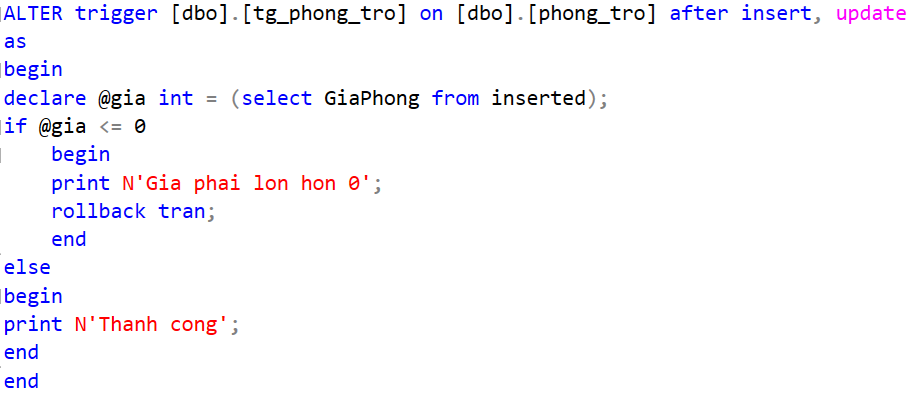 ALTER trigger [dbo].[tg_phong_tro] on [dbo].[phong_tro] after insert, update
as
begin
declare @gia int = (select GiaPhong from inserted);
if @gia <= 0
begin
print N'Gia phai lon hon 0';
rollback tran;
end
else
begin
print N'Thanh cong';
end
end